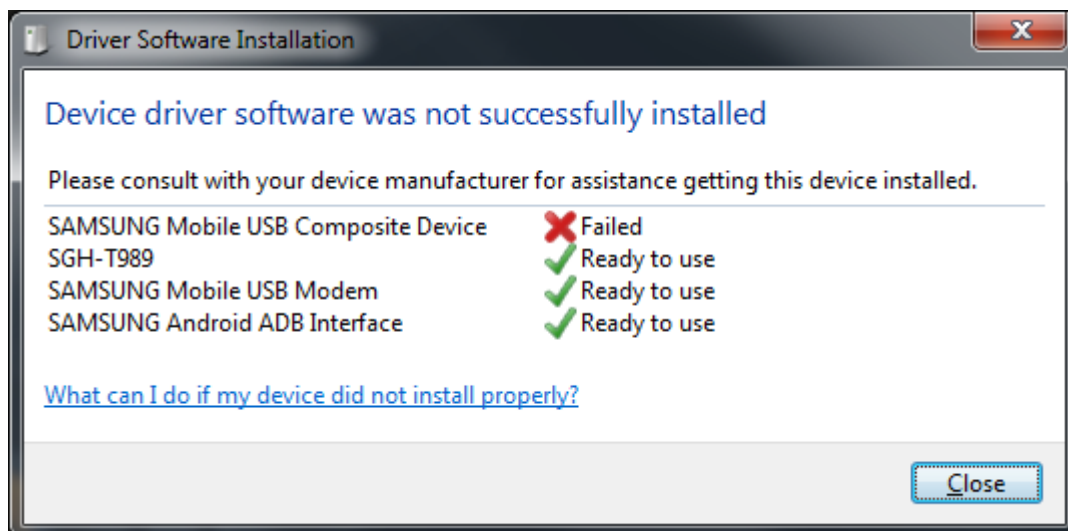 Driver Software Installation
Device driver software was not successfully installed
Please consult with your device manufacturer for assistance getting this device installed.
SAMSUNG Mobile USB Composite Device Failed
SGH-T989 Ready to use
SAMSUNG Mobile USB Modem Ready to use
SAMSUNG Android ADB Interface Ready to use
What can I do if my device did not install properly?
Close